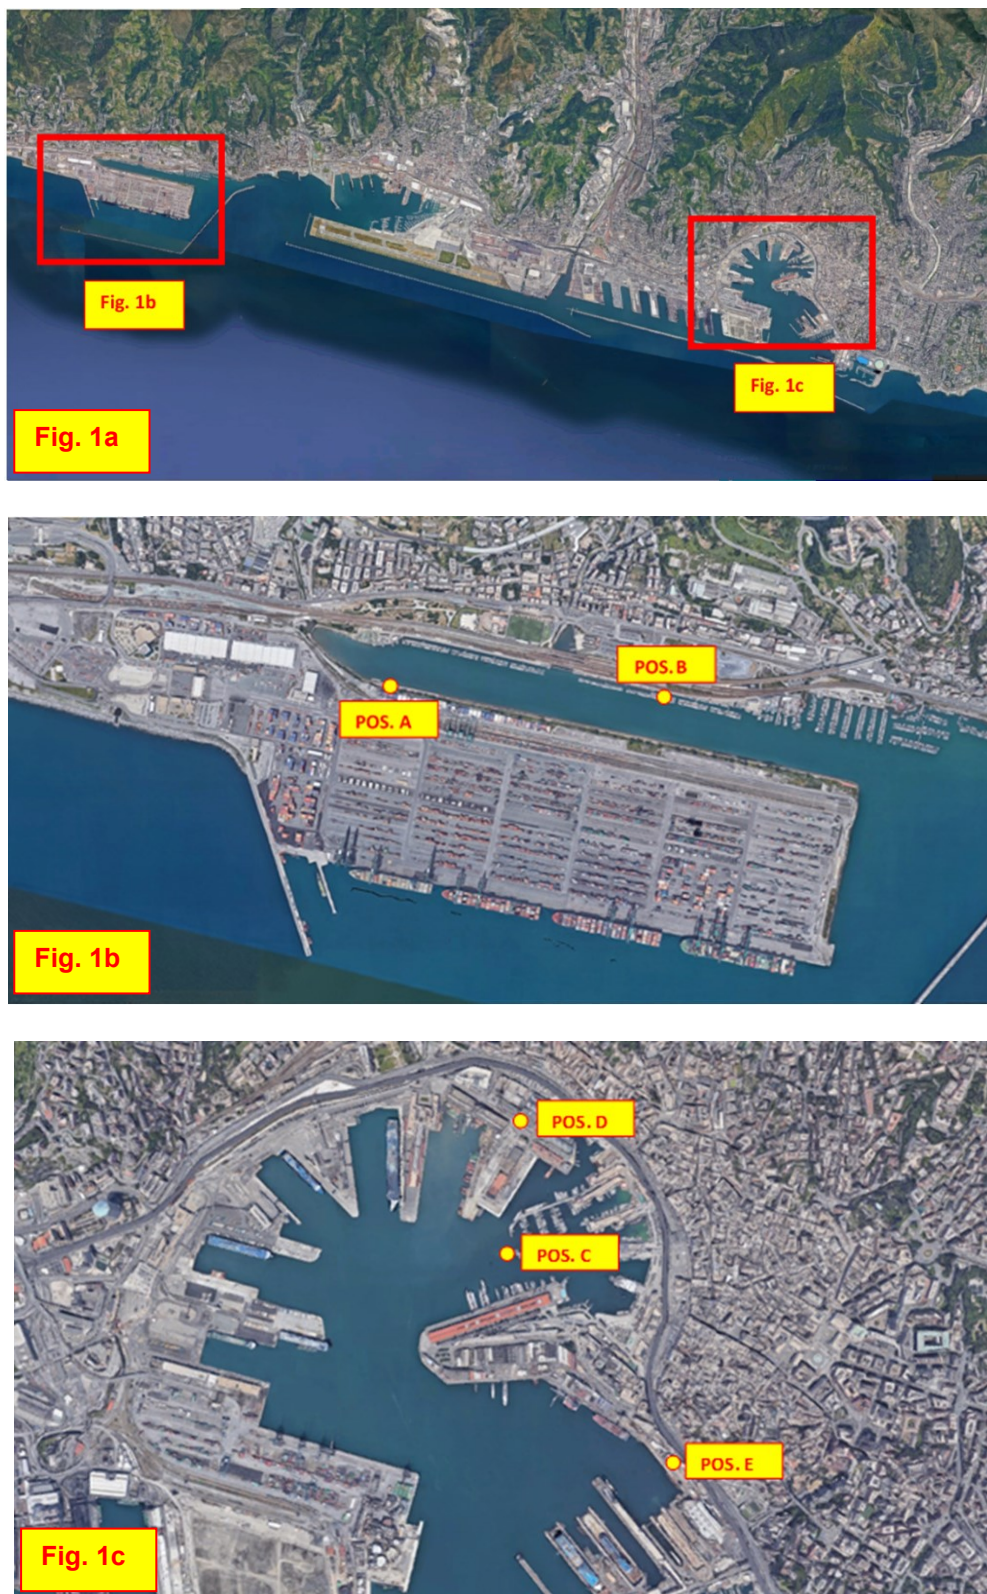 Fig. 1b
Fig. 1c
Fig. 1a
POS. B
POS. A
Fig. 1b
POS. D
POS. C
POS. E
Fig. 1c